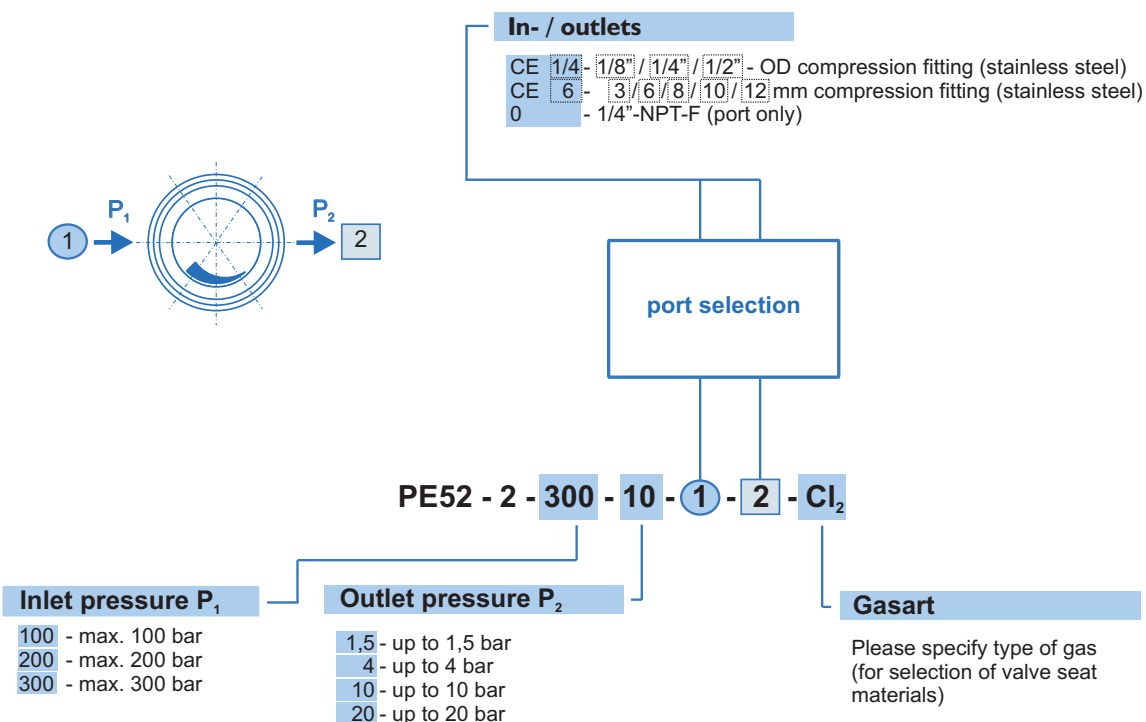 In- / outlets
CE 1/4 - 1/8” / 1/4” / 1/2” - OD compression fitting (stainless steel)
CE 6 - 3 / 6 / 8 / 10 / 12 mm compression fitting (stainless steel)
0 - 1/4”-NPT-F (port only)
P₁ P₂
1 2
port selection
PE52 - 2 - 300 - 10 - 1 - 2 - Cl₂
Inlet pressure P₁
100 - max. 100 bar
200 - max. 200 bar
300 - max. 300 bar
Outlet pressure P₂
1,5 - up to 1,5 bar
4 - up to 4 bar
10 - up to 10 bar
20 - up to 20 bar
Gasart
Please specify type of gas
(for selection of valve seat
materials)